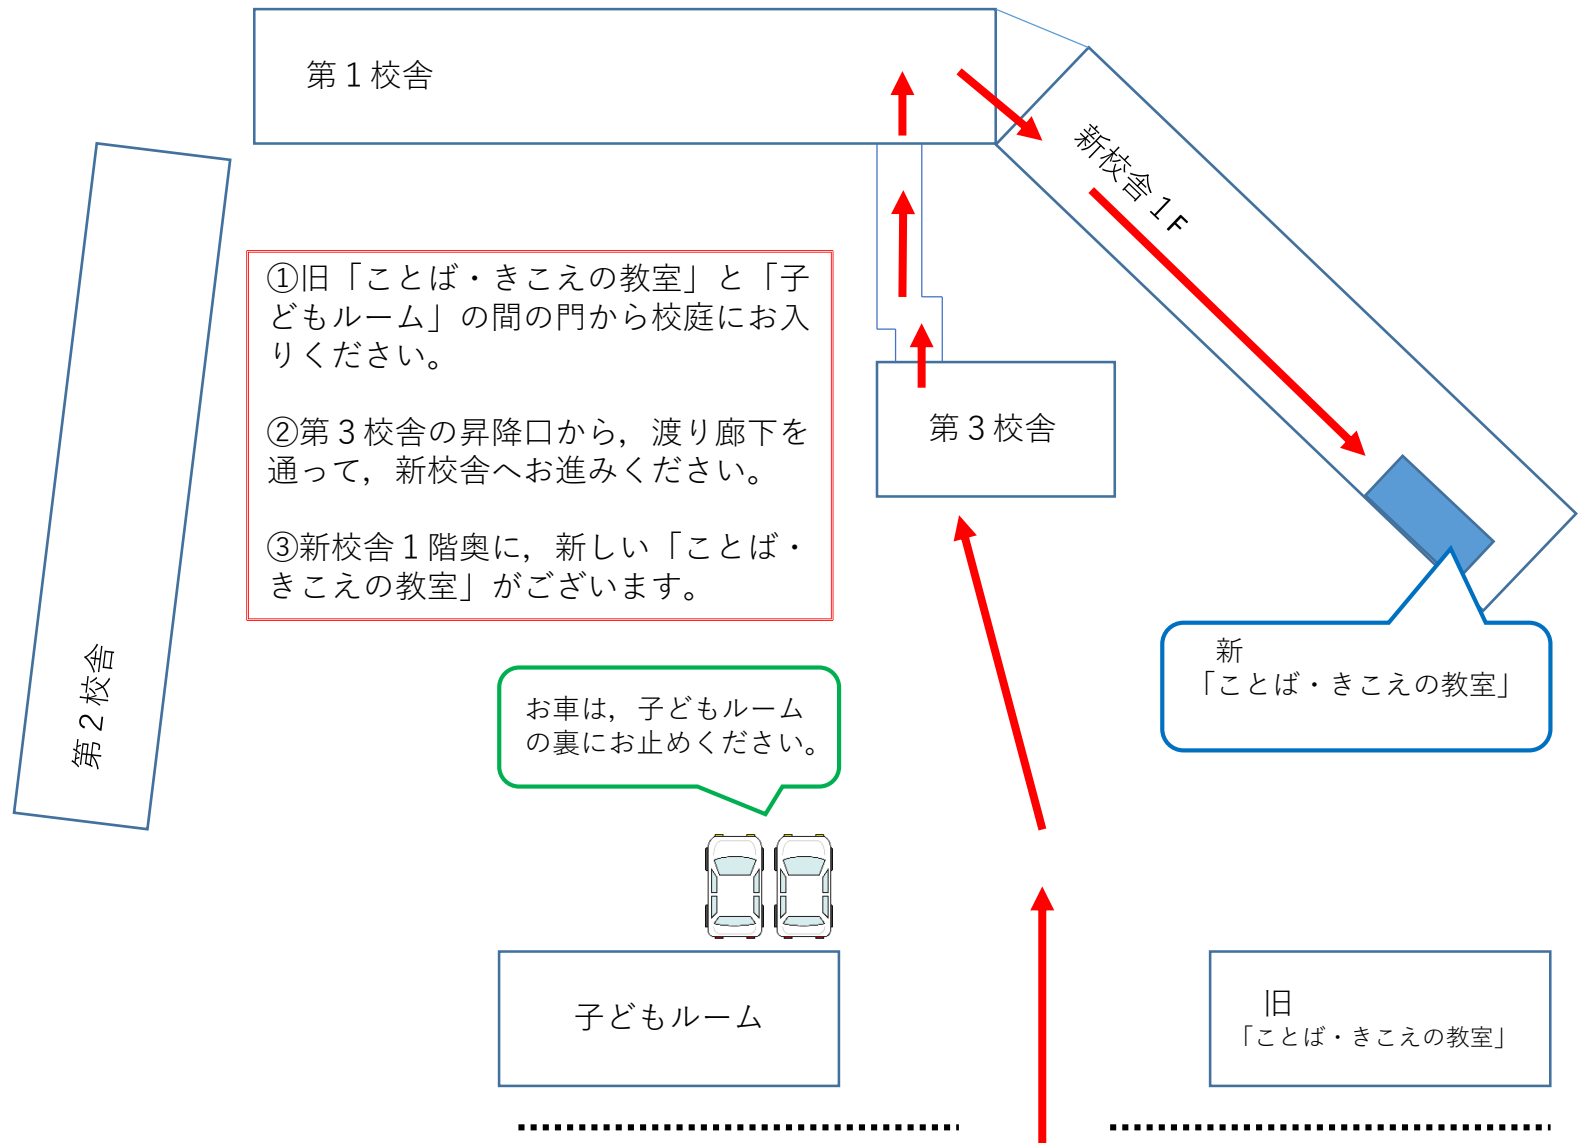 第１校舎
新校舎１F
①旧「ことば・きこえの教室」と「子
どもルーム」の間の門から校庭にお入
りください。
②第３校舎の昇降口から，渡り廊下を
通って，新校舎へお進みください。
③新校舎１階奥に，新しい「ことば・
きこえの教室」がございます。
第３校舎
第２校舎
新
「ことば・きこえの教室」
お車は，子どもルーム
の裏にお止めください。
子どもルーム
旧
「ことば・きこえの教室」